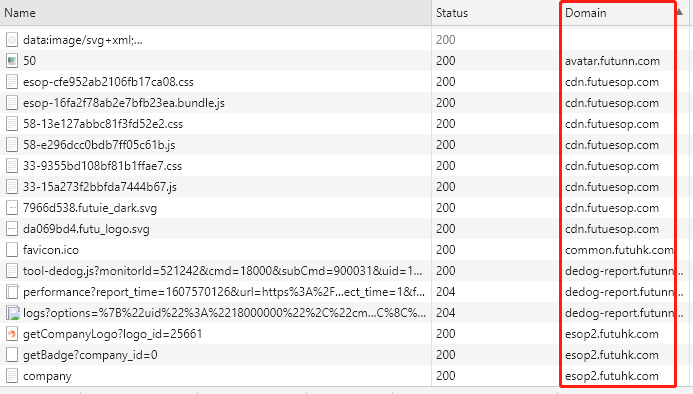 Name Status Domain
data:image/svg+xml;... 200
50 200 avatar.futunn.com
esop-cfe952ab2106fb17ca08.css 200 cdn.futuesop.com
esop-16fa2f78ab2e7bfb23ea.bundle.js 200 cdn.futuesop.com
58-13e127abbc81f3fd52e2.css 200 cdn.futuesop.com
58-e296dcc0bdb7ff05c61b.js 200 cdn.futuesop.com
33-9355bd108bf81b1ffae7.css 200 cdn.futuesop.com
33-15a273f2bbfda7444b67.js 200 cdn.futuesop.com
7966d538.futuie_dark.svg 200 cdn.futuesop.com
da069bd4.futu_logo.svg 200 cdn.futuesop.com
favicon.ico 200 common.futuhk.com
tool-dedog.js?monitorId=521242&cmd=18000&subCmd=900031&uid=1... 200 dedog-report.futunn...
performance?report_time=1607570126&url=https%3A%2F...ect_time=1&f... 204 dedog-report.futunn...
logs?options=%7B%22uid%22%3A%2218000000%22%2C%22cm...C%8C%... 204 dedog-report.futunn...
getCompanyLogo?logo_id=25661 200 esop2.futuhk.com
getBadge?company_id=0 200 esop2.futuhk.com
company 200 esop2.futuhk.com